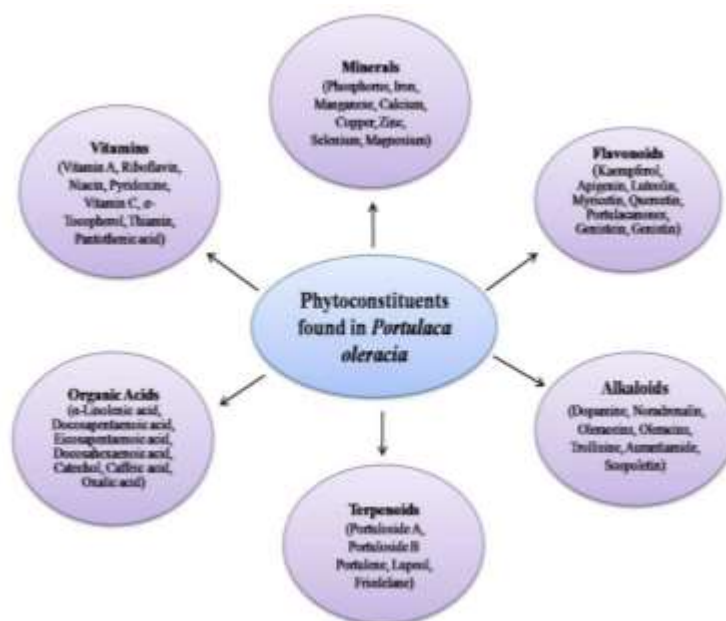 Minerals
(Phosphorus, Iron,
Manganese, Calcium,
Copper, Zinc,
Selenium, Magnesium)
Vitamins
(Vitamin A, Riboflavin,
Niacin, Pyridoxine,
Vitamin C, α-
Tocopherol, Thiamin,
Pantothenic acid)
Flavonoids
(Kaempferol,
Apigenin, Luteolin,
Myricetin, Quercetin,
Portulacanones,
Genistein, Genistin)
Phytoconstituents
found in Portulaca
oleracia
Organic Acids
(α-Linolenic acid,
Docosapentaenoic acid,
Eicosapentaenoic acid,
Docosahexaenoic acid,
Catechol, Caffeic acid,
Oxalic acid)
Alkaloids
(Dopamine, Noradrenalin,
Oleraceins, Oleracins,
Trollisine, Aurantiamide,
Scopoletin)
Terpenoids
(Portuloside A,
Portuloside B
Portulene, Lupeol,
Friedelane)